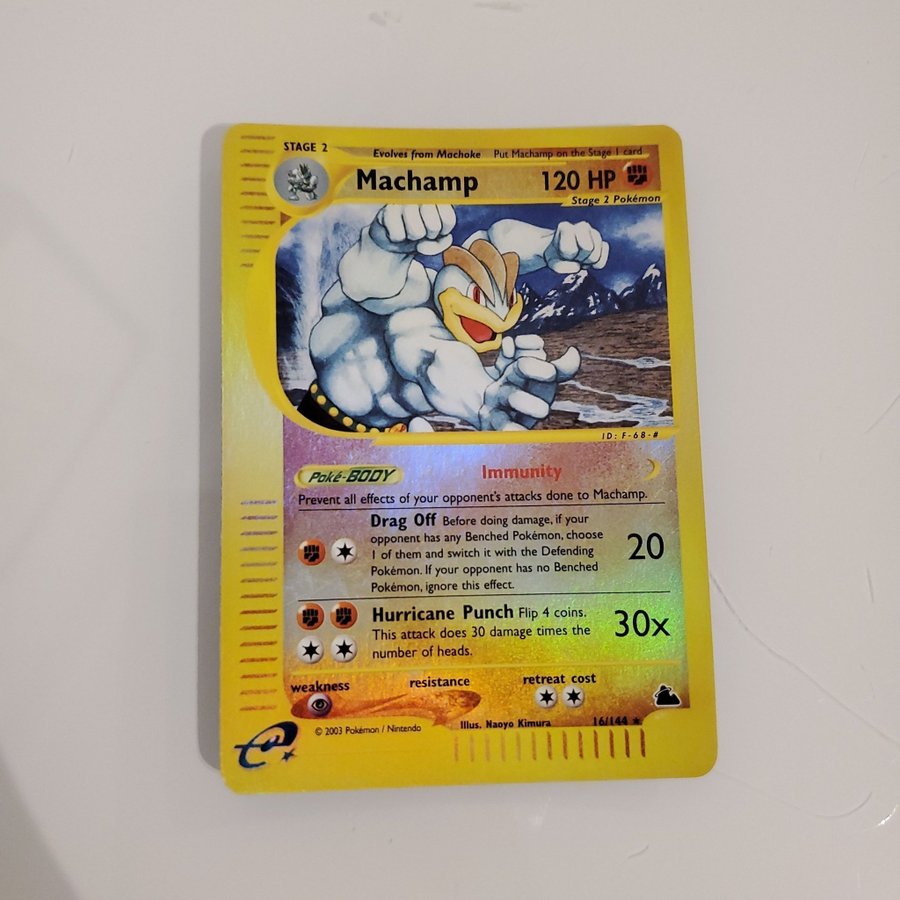 STAGE 2
Evolves from Machoke Put Machamp on the Stage 1 card
Machamp 120 HP
Stage 2 Pokémon
ID: F-68-#
Poké-BODY Immunity
Prevent all effects of your opponent's attacks done to Machamp.
Drag Off Before doing damage, if your
opponent has any Benched Pokémon, choose
1 of them and switch it with the Defending
Pokémon. If your opponent has no Benched
Pokémon, ignore this effect.
20
Hurricane Punch Flip 4 coins.
This attack does 30 damage times the
number of heads.
30x
weakness resistance retreat cost
Illus. Naoyo Kimura 16/144
© 2003 Pokémon / Nintendo
e